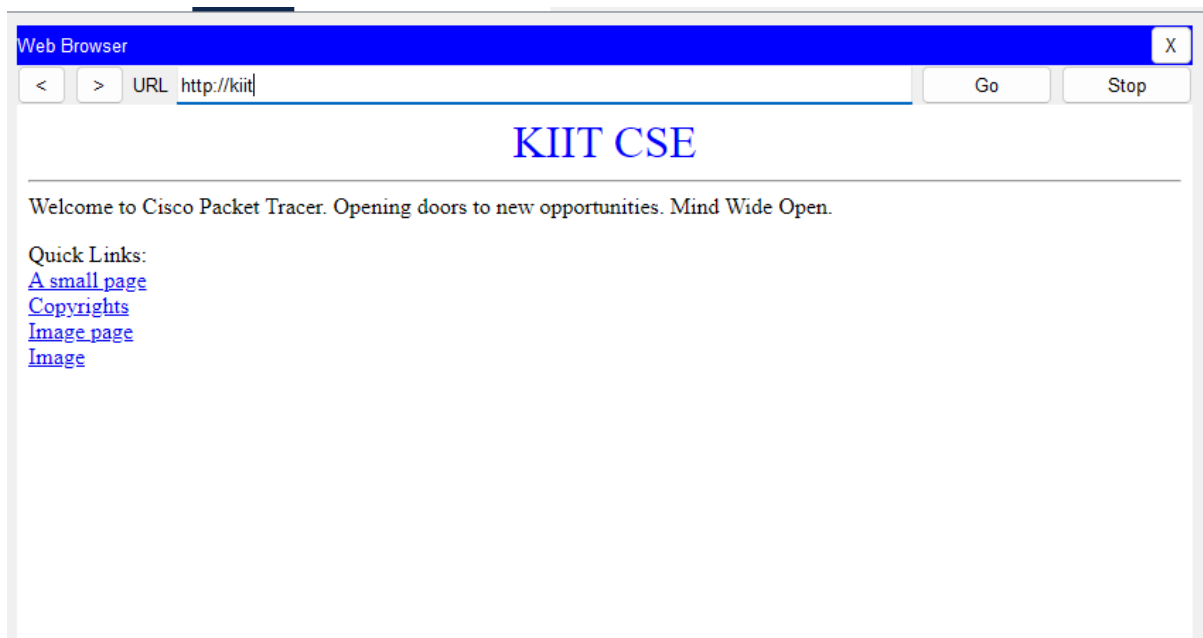 Web Browser X
< > URL http://kiit Go Stop
KIIT CSE
Welcome to Cisco Packet Tracer. Opening doors to new opportunities. Mind Wide Open.
Quick Links:
A small page
Copyrights
Image page
Image